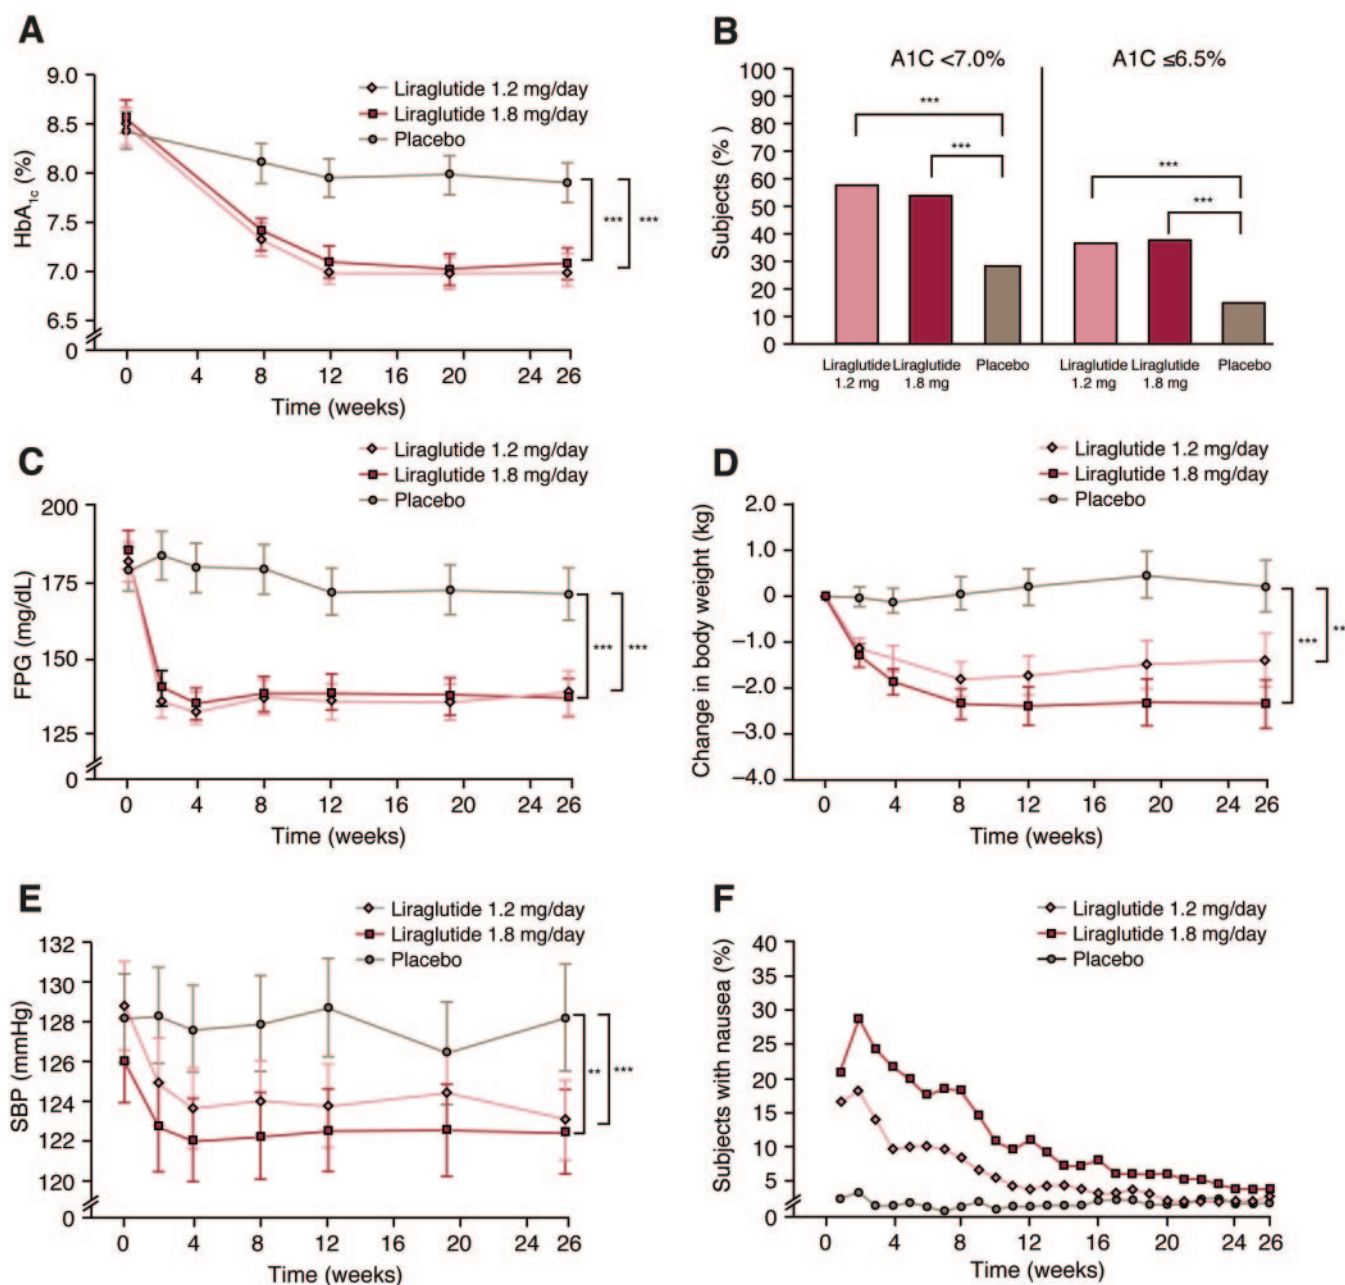 A
Liraglutide 1.2 mg/day
Liraglutide 1.8 mg/day
Placebo
HbA1c (%)
9.0
8.5
8.0
7.5
7.0
6.5
0
*** ***
0 4 8 12 16 20 24 26
Time (weeks)
B
A1C <7.0% A1C ≤6.5%
Subjects (%)
100
90
80
70
60
50
40
30
20
10
0
***
***
***
***
Liraglutide 1.2 mg
Liraglutide 1.8 mg
Placebo
Liraglutide 1.2 mg
Liraglutide 1.8 mg
Placebo
C
Liraglutide 1.2 mg/day
Liraglutide 1.8 mg/day
Placebo
FPG (mg/dL)
200
175
150
125
0
*** ***
0 4 8 12 16 20 24 26
Time (weeks)
D
Liraglutide 1.2 mg/day
Liraglutide 1.8 mg/day
Placebo
Change in body weight (kg)
2.0
1.0
0
–1.0
–2.0
–3.0
–4.0
*** **
0 4 8 12 16 20 24 26
Time (weeks)
E
Liraglutide 1.2 mg/day
Liraglutide 1.8 mg/day
Placebo
SBP (mmHg)
132
130
128
126
124
122
120
0
** ***
0 4 8 12 16 20 24 26
Time (weeks)
F
Liraglutide 1.2 mg/day
Liraglutide 1.8 mg/day
Placebo
Subjects with nausea (%)
40
35
30
25
20
15
10
5
0
0 4 8 12 16 20 24 26
Time (weeks)